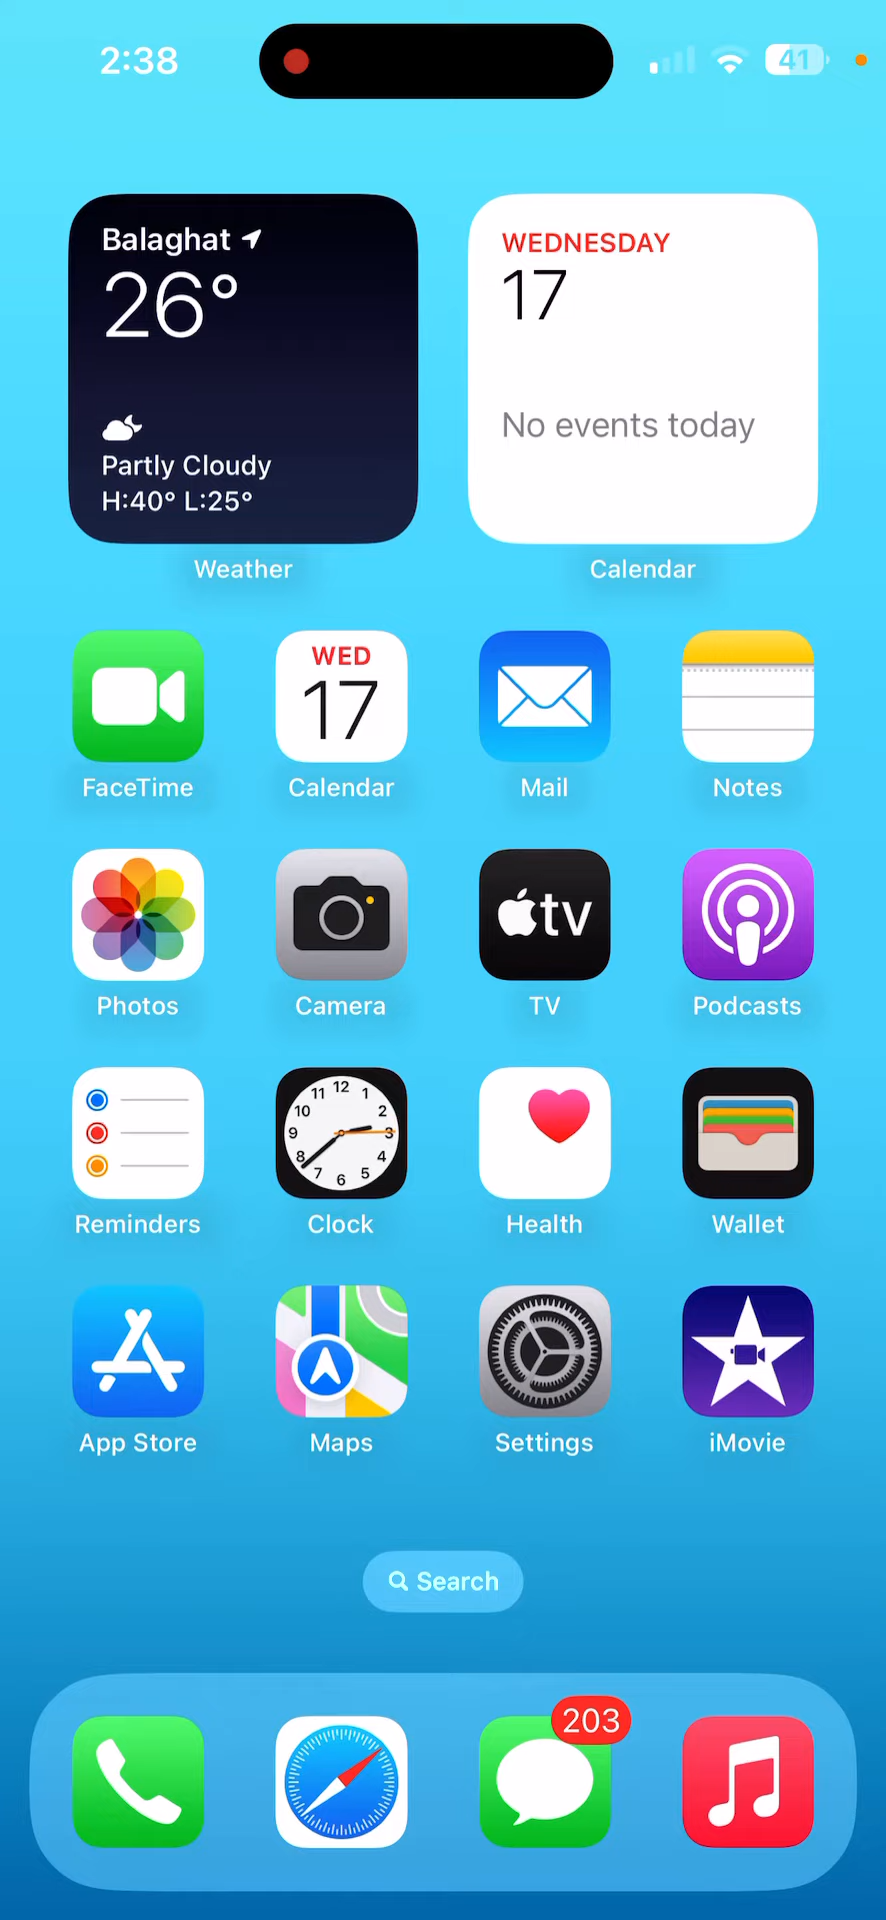 2:38
41
Balaghat
26°
Partly Cloudy
H:40° L:25°
Weather
WEDNESDAY
17
No events today
Calendar
FaceTime
WED
17
Calendar
Mail
Notes
Photos
Camera
tv
TV
Podcasts
Reminders
12
1
2
3
4
5
6
7
8
9
10
11
Clock
Health
Wallet
App Store
Maps
Settings
iMovie
Search
203